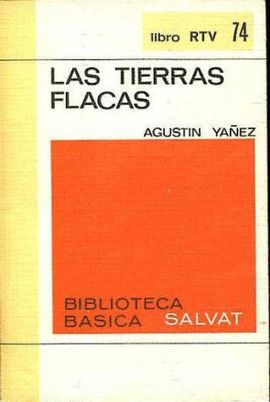 libro RTV 74
LAS TIERRAS
FLACAS
AGUSTIN YAÑEZ
BIBLIOTECA
BASICA SALVAT